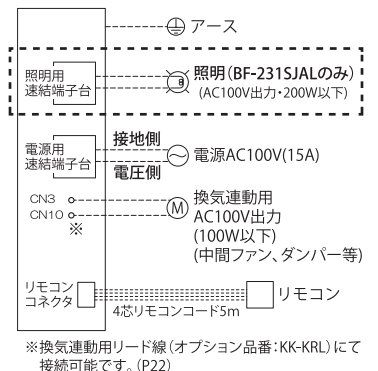 アース
照明用
速結端子台
照明(BF-231SJALのみ)
(AC100V出力・200W以下)
電源用
速結端子台
接地側
電圧側
電源AC100V(15A)
CN3
CN10
※
M
換気連動用
AC100V出力
(100W以下)
(中間ファン、ダンパー等)
リモコン
コネクタ
4芯リモコンコード5m
リモコン
※換気連動用リード線(オプション品番:KK-KRL)にて
接続可能です。(P22)